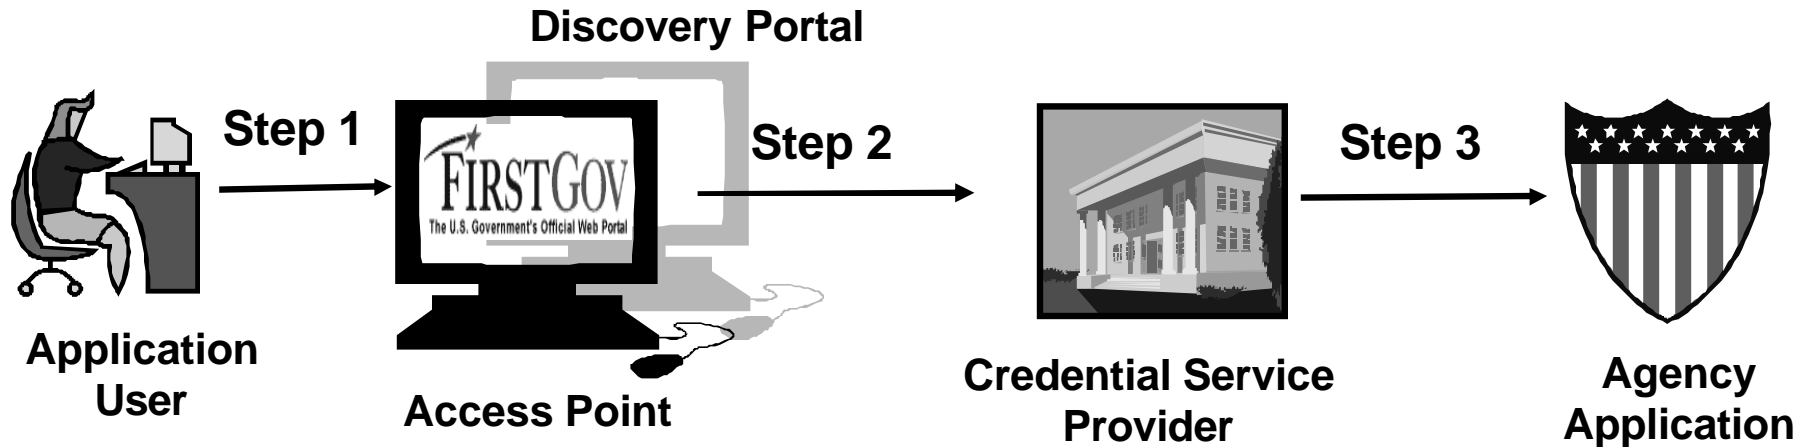 Discovery Portal
Step 1
FIRSTGOV
The U.S. Government's Official Web Portal
Step 2
Step 3
Application
User
Access Point
Credential Service
Provider
Agency
Application